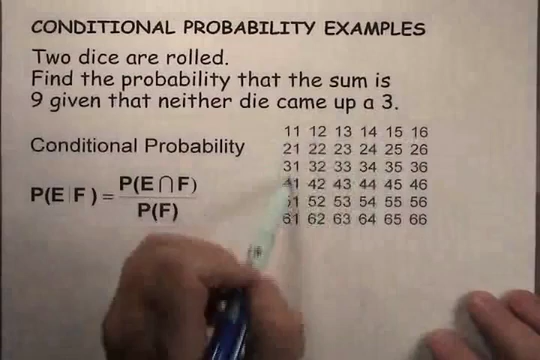 CONDITIONAL PROBABILITY EXAMPLES
Two dice are rolled.
Find the probability that the sum is
9 given that neither die came up a 3.
Conditional Probability
P(E|F) = P(E ∩ F)
P(F)
11 12 13 14 15 16
21 22 23 24 25 26
31 32 33 34 35 36
41 42 43 44 45 46
51 52 53 54 55 56
61 62 63 64 65 66